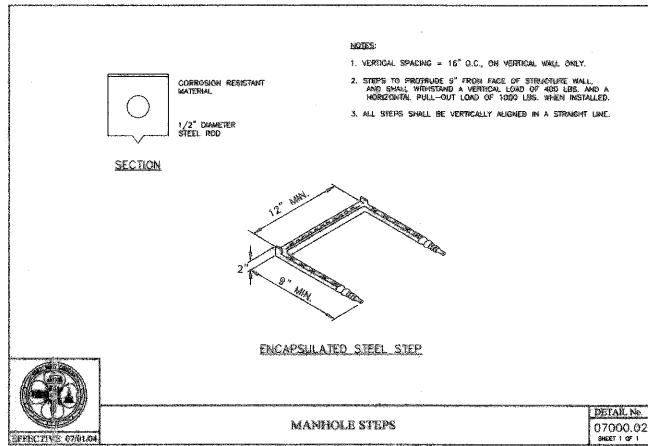 NOTES:
1. VERTICAL SPACING = 16" O.C., ON VERTICAL WALL ONLY.
2. STEPS TO PROTRUDE 5" FROM FACE OF STRUCTURE WALL,
AND SHALL WITHSTAND A VERTICAL LOAD OF 400 LBS. AND A
HORIZONTAL PULL-OUT LOAD OF 1000 LBS. WHEN INSTALLED.
3. ALL STEPS SHALL BE VERTICALLY ALIGNED IN A STRAIGHT LINE.
CORROSION RESISTANT
MATERIAL
1/2" DIAMETER
STEEL ROD
SECTION
12" MIN.
2"
9" MIN.
ENCAPSULATED STEEL STEP
EFFECTIVE: 07/01/04
MANHOLE STEPS
DETAIL No.
07000.02
SHEET 1 OF 1